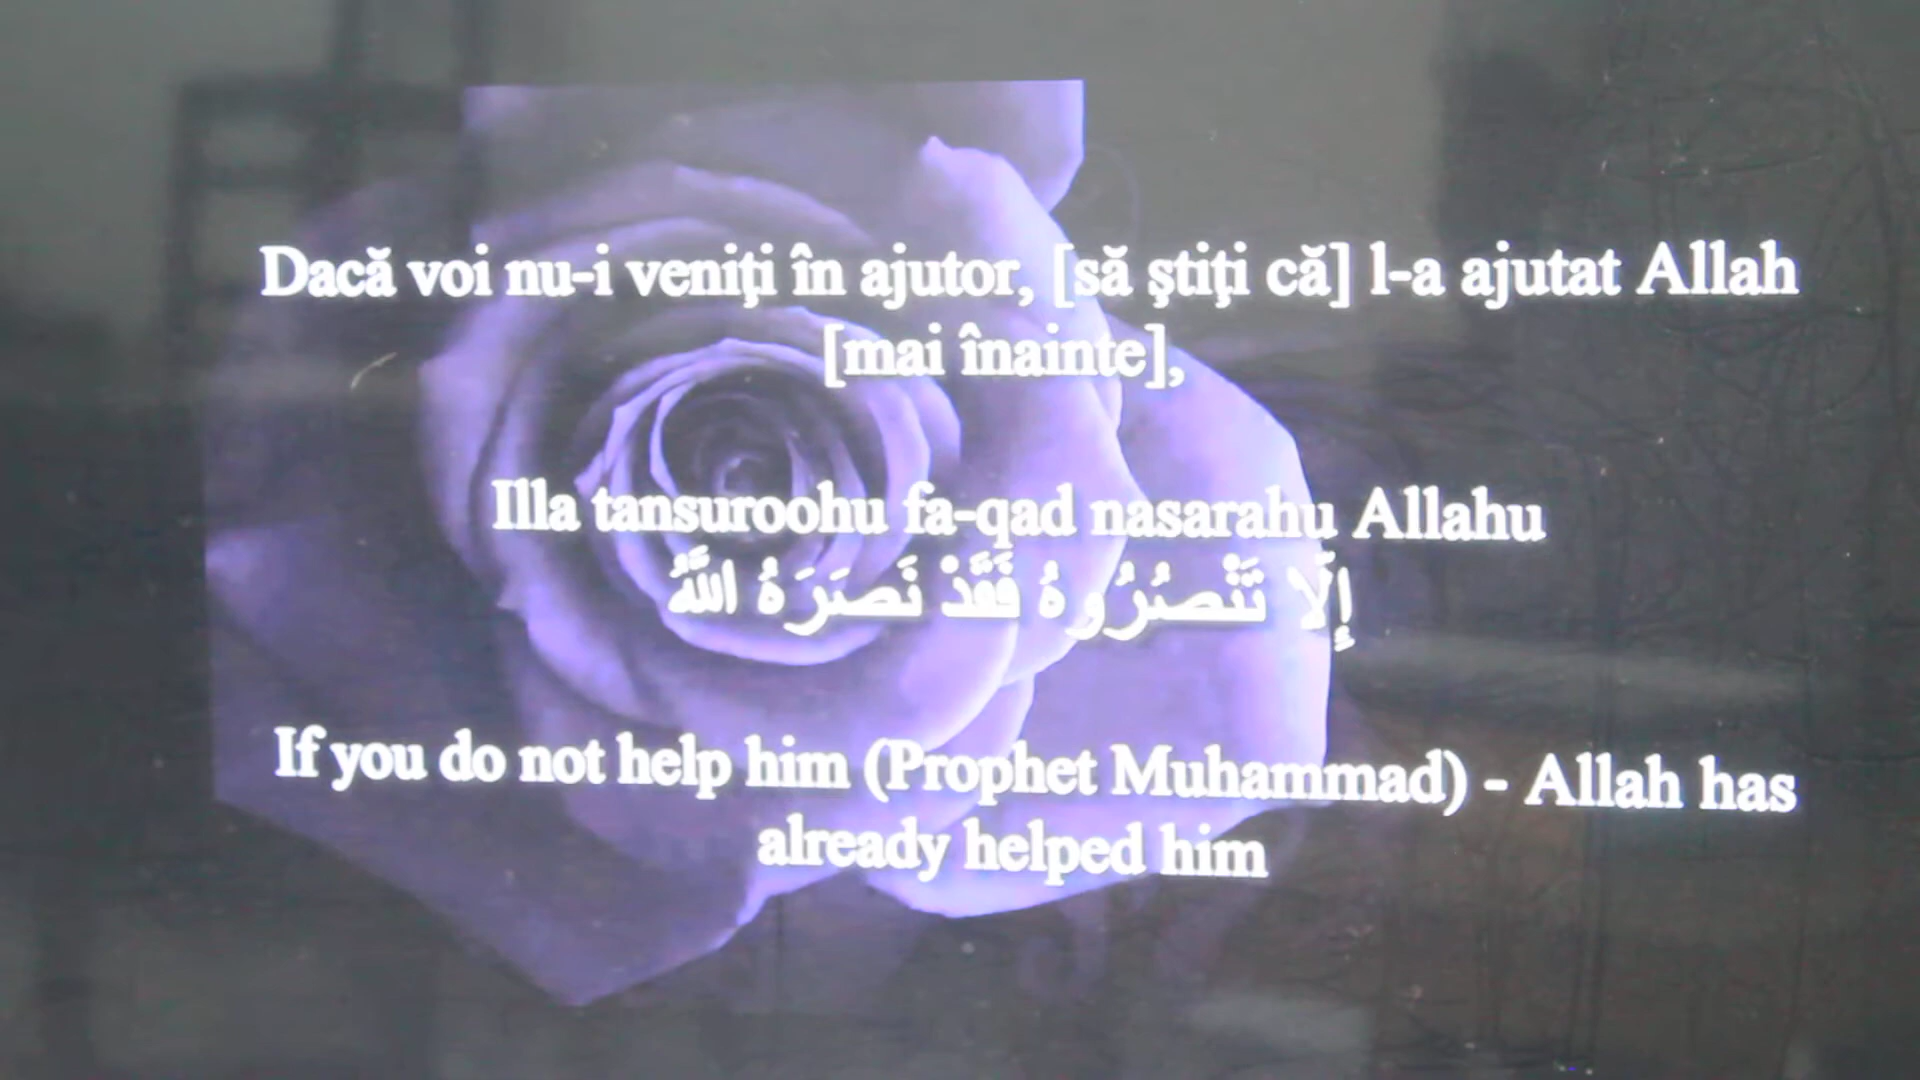 Dacă voi nu-i veniţi în ajutor, [să ştiţi că] l-a ajutat Allah
[mai înainte],
Illa tansuroohu fa-qad nasarahu Allahu
إِلَّا تَنْصُرُوهُ فَقَدْ نَصَرَهُ اللَّهُ
If you do not help him (Prophet Muhammad) - Allah has
already helped him